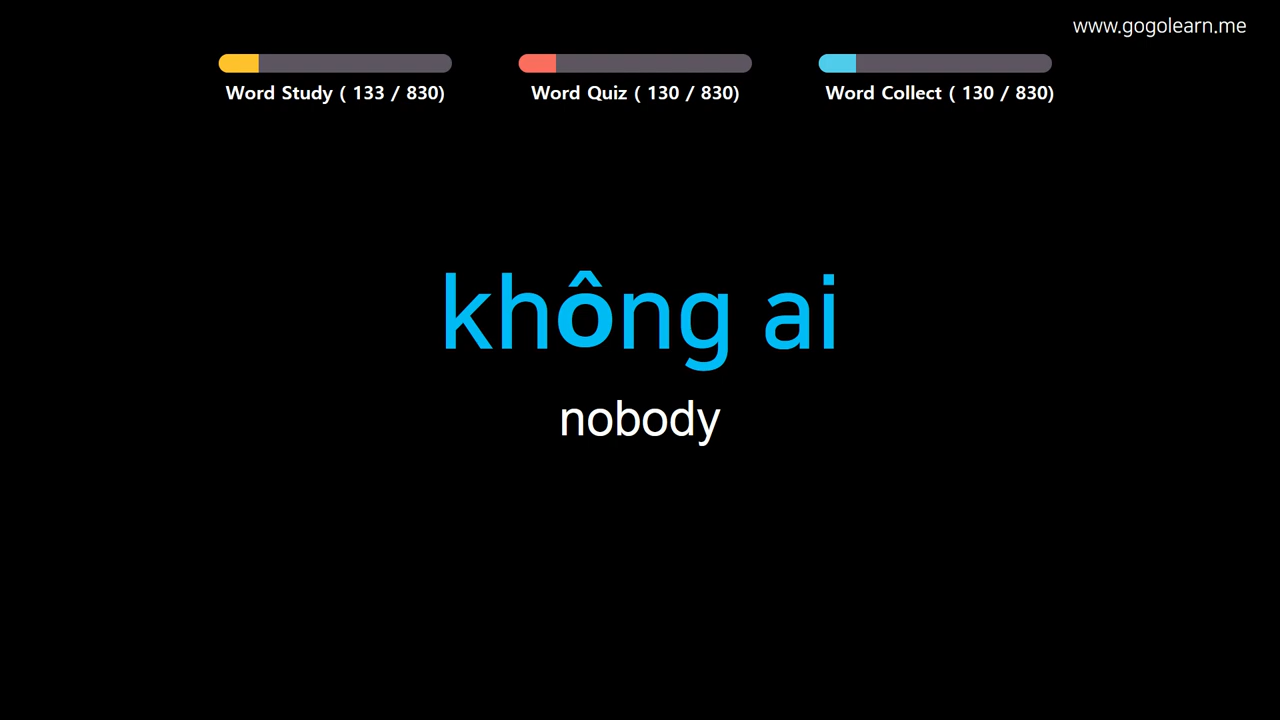 www.gogolearn.me
Word Study ( 133 / 830)
Word Quiz ( 130 / 830)
Word Collect ( 130 / 830)
không ai
nobody